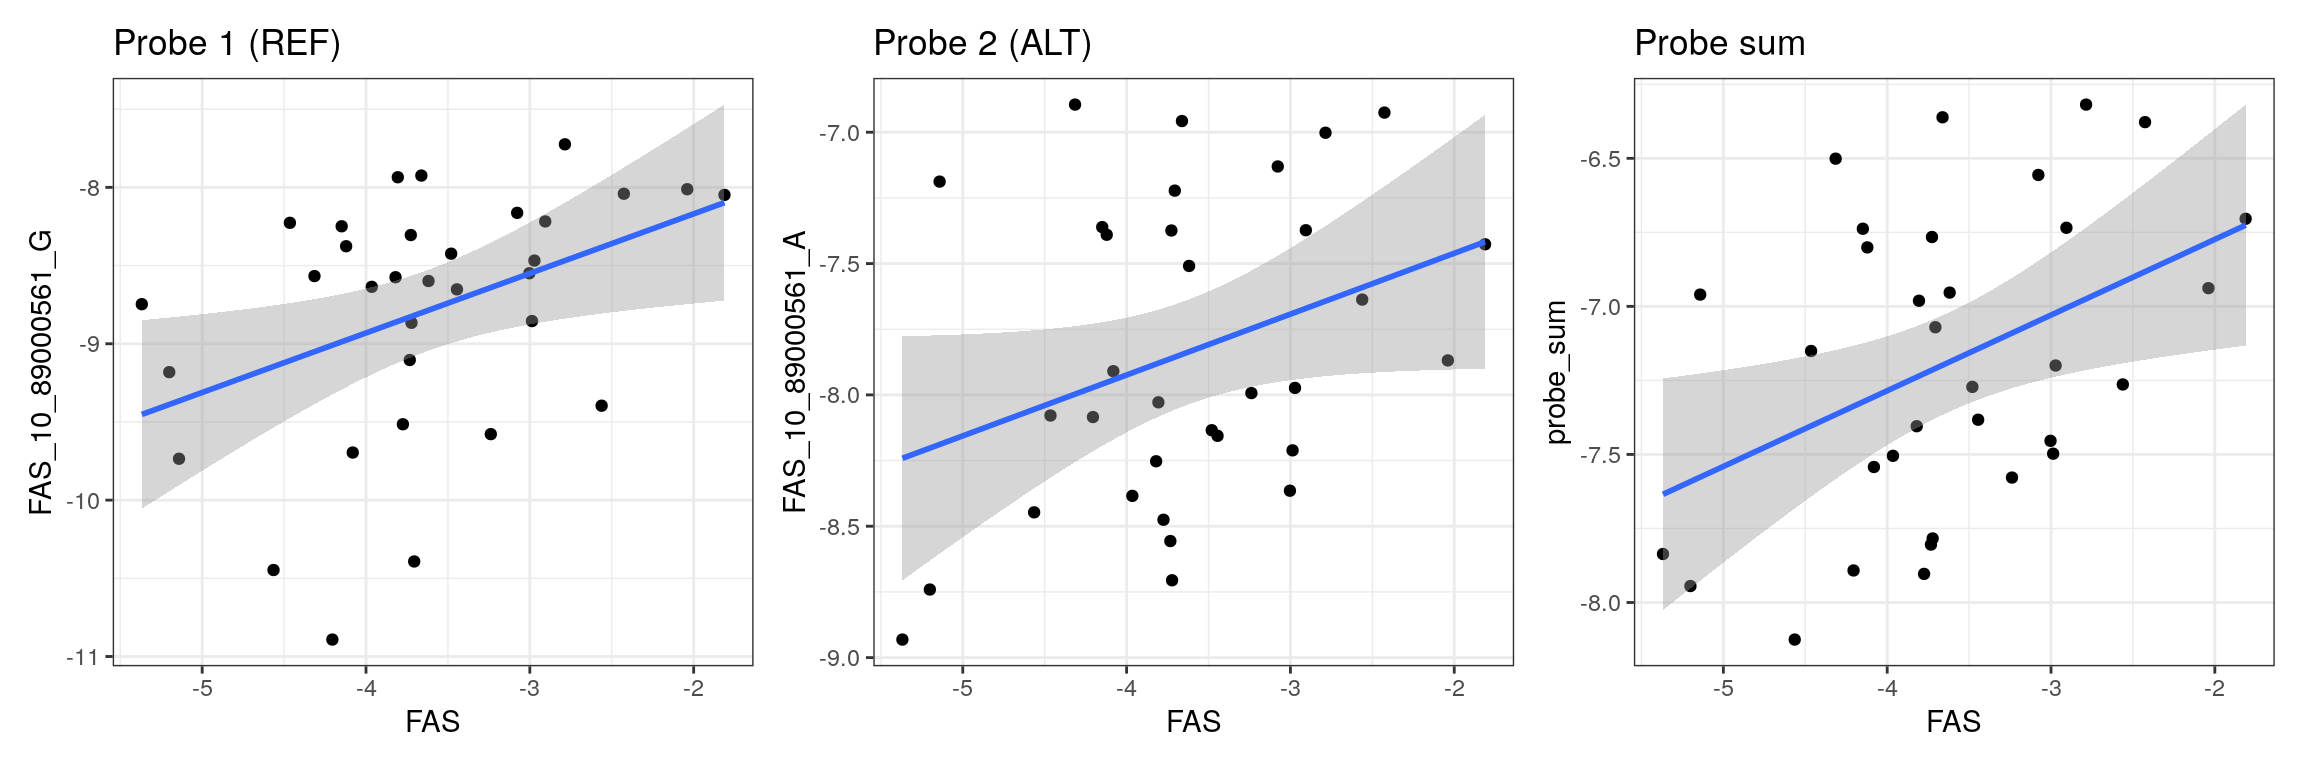 Probe 1 (REF)
FAS_10_89000561_G
-8
-9
-10
-11
-5 -4 -3 -2
FAS
Probe 2 (ALT)
FAS_10_89000561_A
-7.0
-7.5
-8.0
-8.5
-9.0
-5 -4 -3 -2
FAS
Probe sum
probe_sum
-6.5
-7.0
-7.5
-8.0
-5 -4 -3 -2
FAS